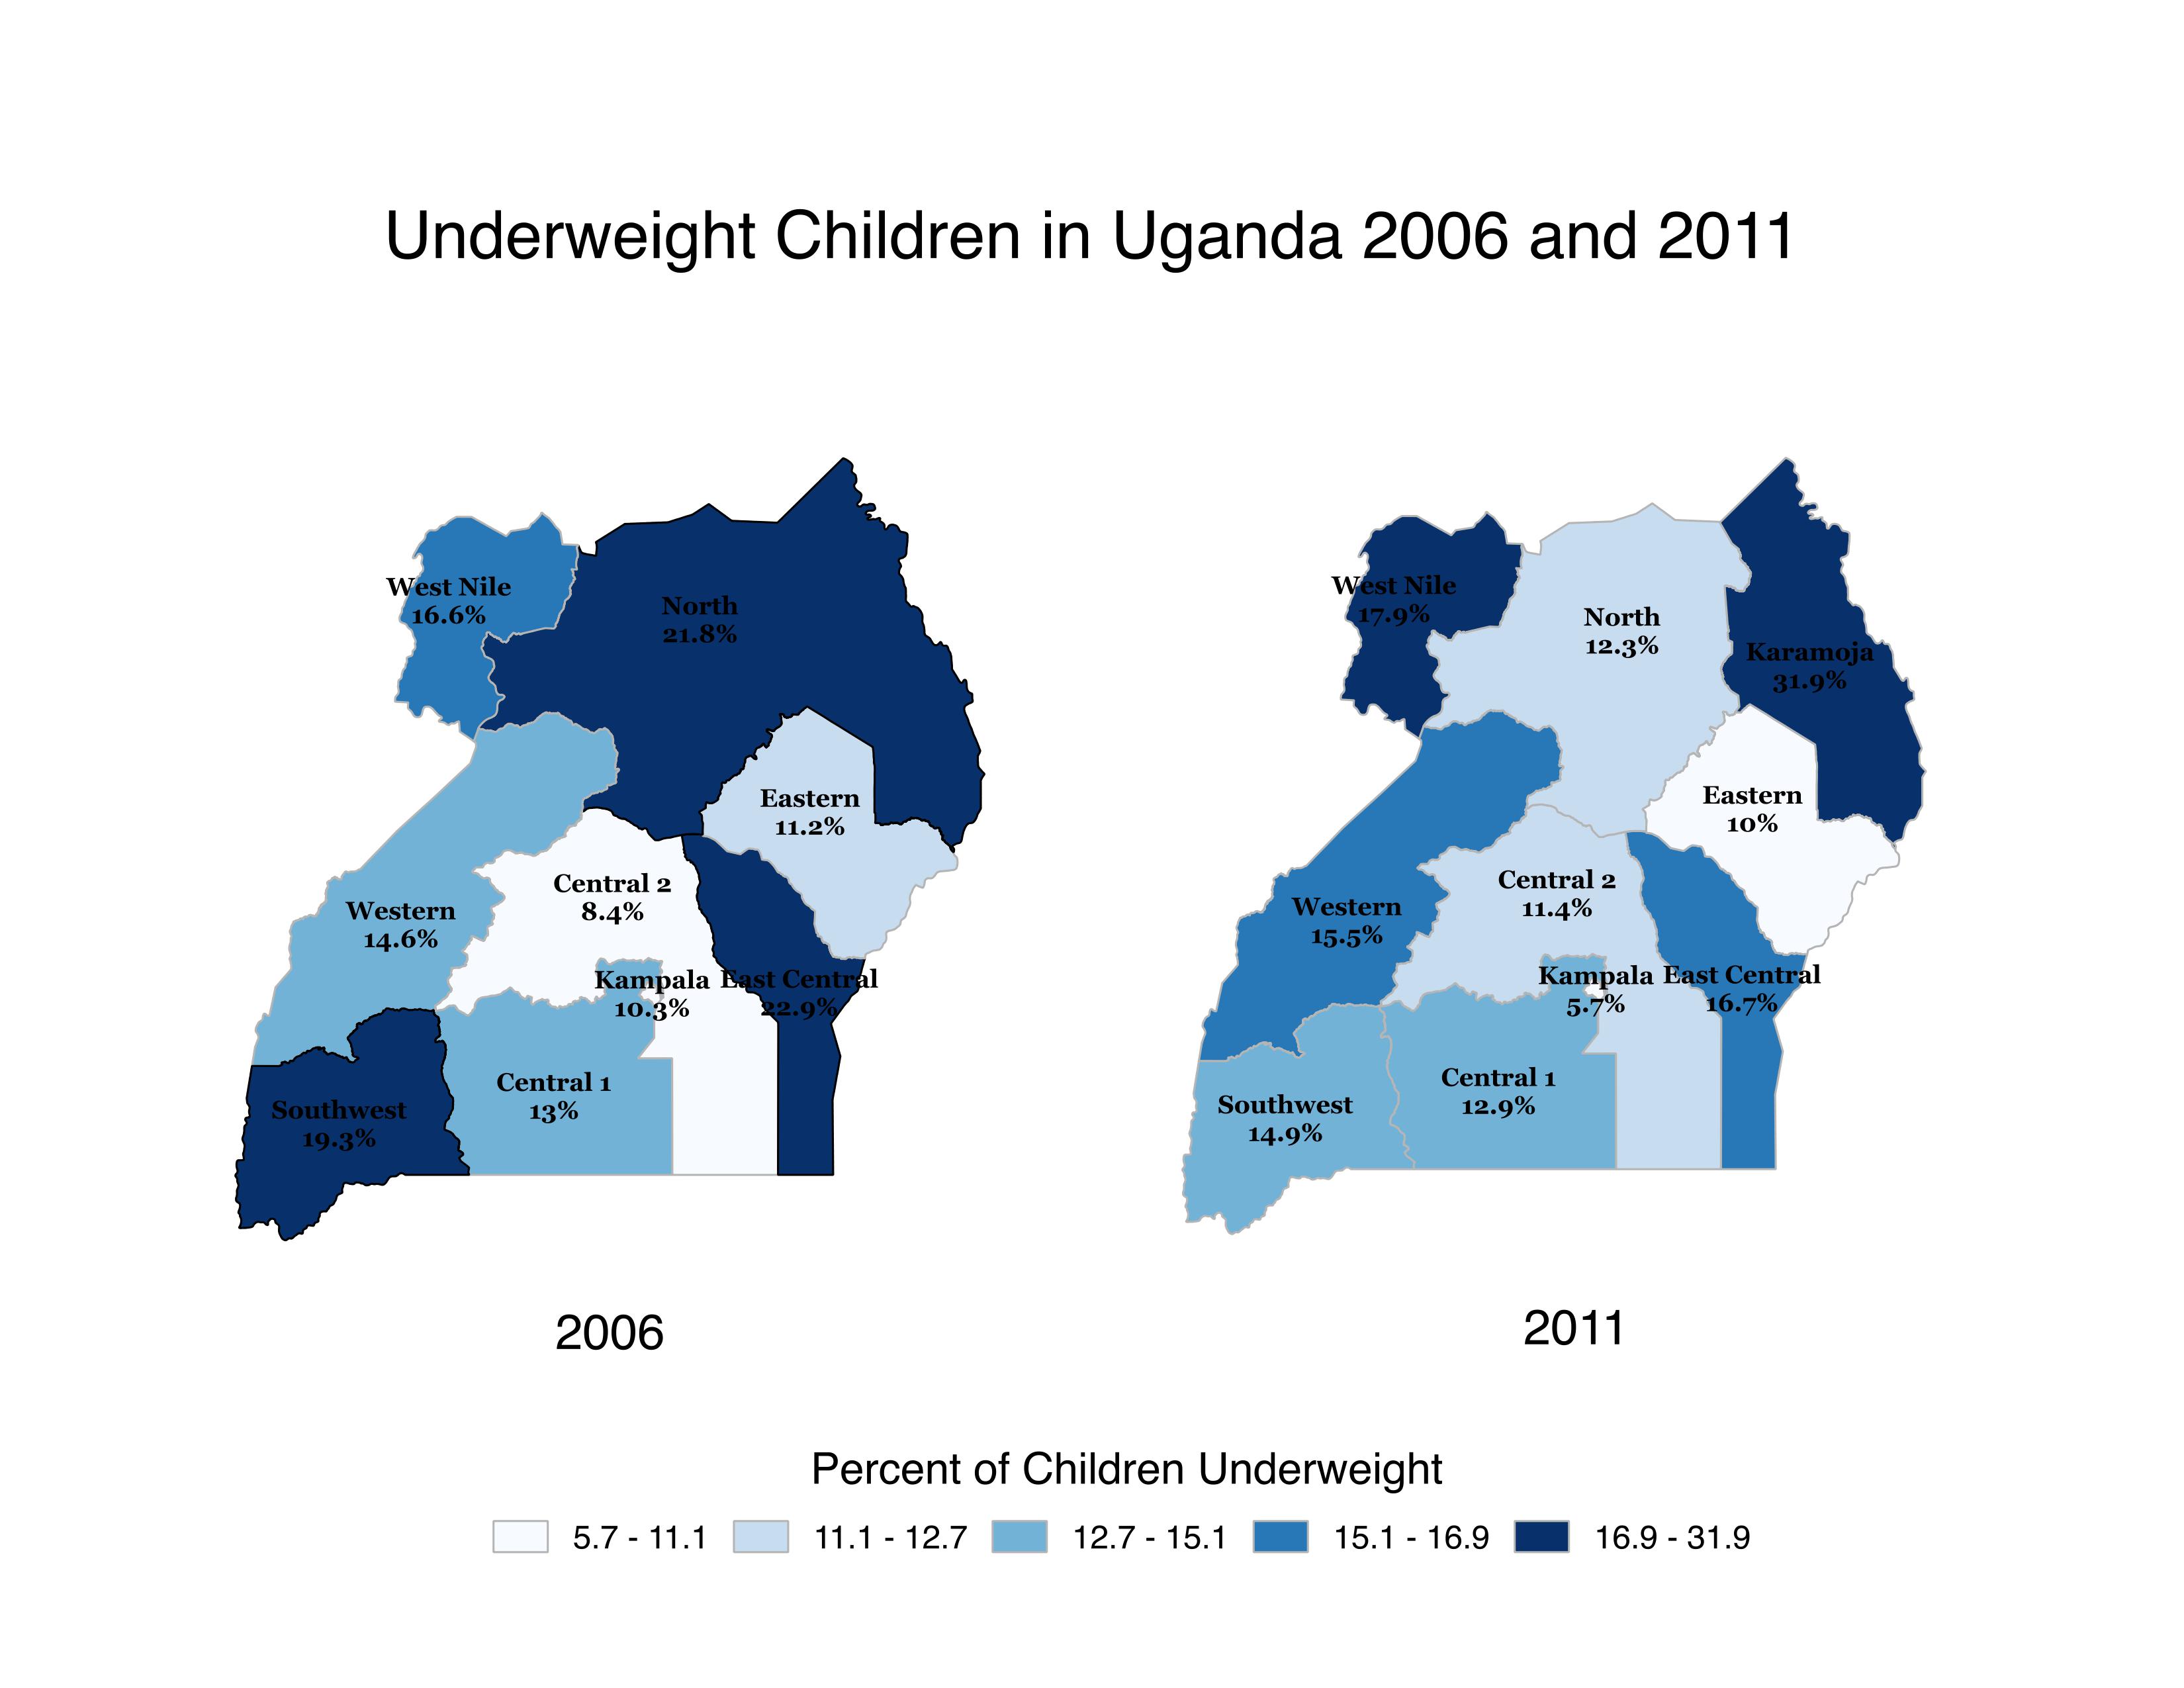 Underweight Children in Uganda 2006 and 2011
West Nile
16.6%
North
21.8%
Eastern
11.2%
Central 2
8.4%
Western
14.6%
Kampala
10.3%
East Central
22.9%
Central 1
13%
Southwest
19.3%
2006
West Nile
17.9%
North
12.3%
Karamoja
31.9%
Eastern
10%
Central 2
11.4%
Western
15.5%
Kampala
5.7%
East Central
16.7%
Central 1
12.9%
Southwest
14.9%
2011
Percent of Children Underweight
5.7 - 11.1
11.1 - 12.7
12.7 - 15.1
15.1 - 16.9
16.9 - 31.9